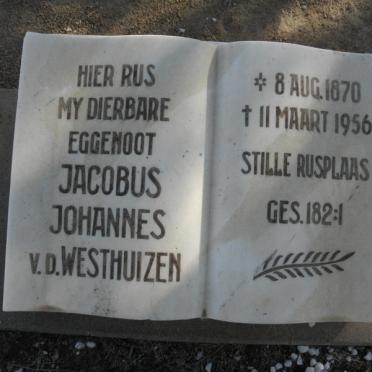 HIER RUS
MY DIERBARE
EGGENOOT
JACOBUS
JOHANNES
v.d. WESTHUIZEN
* 8 AUG. 1870
† 11 MAART 1956
STILLE RUSPLAAS
GES. 182:1